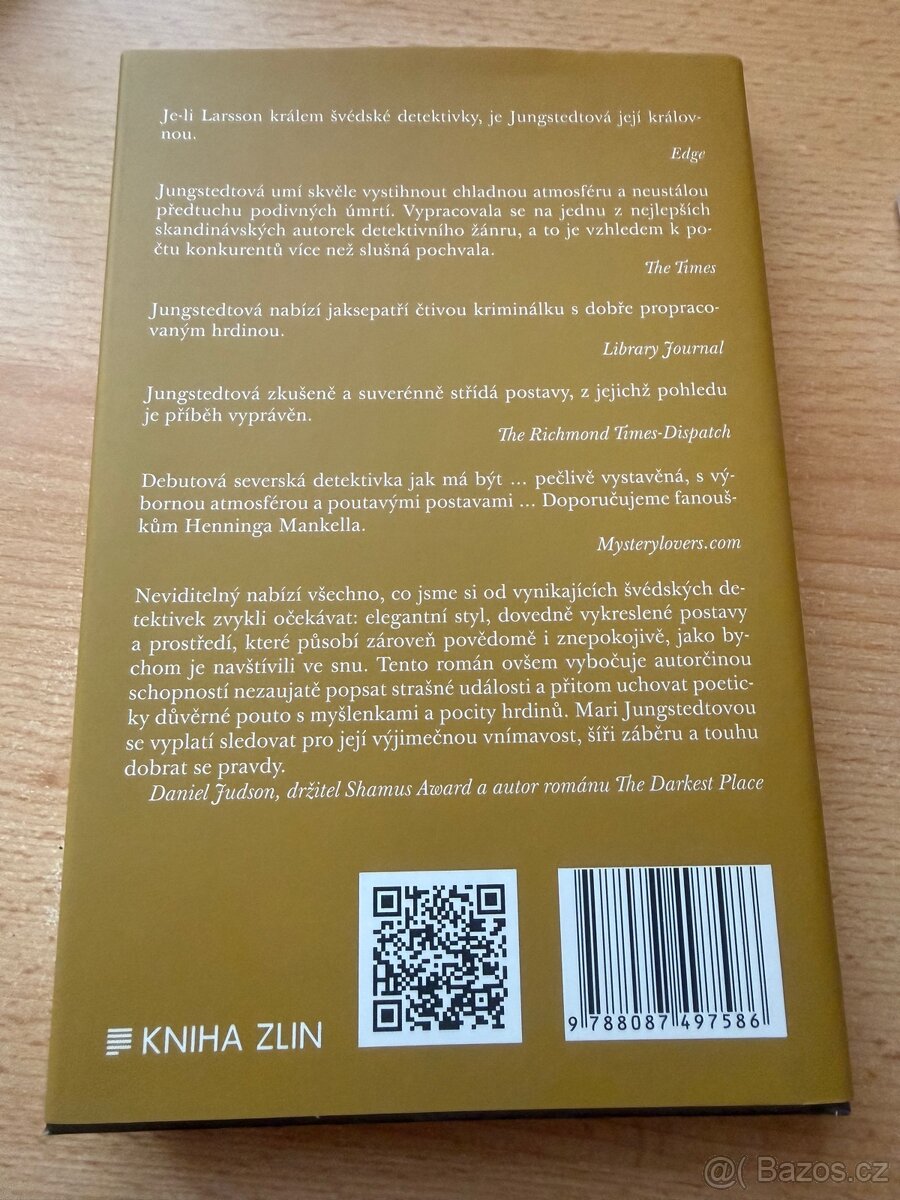 Je-li Larsson králem švédské detektivky, je Jungstedtová její králov-
nou.
Edge
Jungstedtová umí skvěle vystihnout chladnou atmosféru a neustálou
předtuchu podivných úmrtí. Vypracovala se na jednu z nejlepších
skandinávských autorek detektivního žánru, a to je vzhledem k po-
čtu konkurentů více než slušná pochvala.
The Times
Jungstedtová nabízí jaksepatří čtivou kriminálku s dobře propraco-
vaným hrdinou.
Library Journal
Jungstedtová zkušeně a suverénně střídá postavy, z jejichž pohledu
je příběh vyprávěn.
The Richmond Times-Dispatch
Debutová severská detektivka jak má být ... pečlivě vystavěná, s vý-
bornou atmosférou a poutavými postavami ... Doporučujeme fanouš-
kům Henninga Mankella.
Mysterylovers.com
Neviditelný nabízí všechno, co jsme si od vynikajících švédských de-
tektivek zvykli očekávat: elegantní styl, dovedně vykreslené postavy
a prostředí, které působí zároveň povědomě i znepokojivě, jako by-
chom je navštívili ve snu. Tento román ovšem vybočuje autorčinou
schopností nezaujatě popsat strašné události a přitom uchovat poetic-
ky důvěrné pouto s myšlenkami a pocity hrdinů. Mari Jungstedtovou
se vyplatí sledovat pro její výjimečnou vnímavost, šíři záběru a touhu
dobrat se pravdy.
Daniel Judson, držitel Shamus Award a autor románu The Darkest Place
KNIHA ZLIN
9 788087 497586
@( Bazos.cz